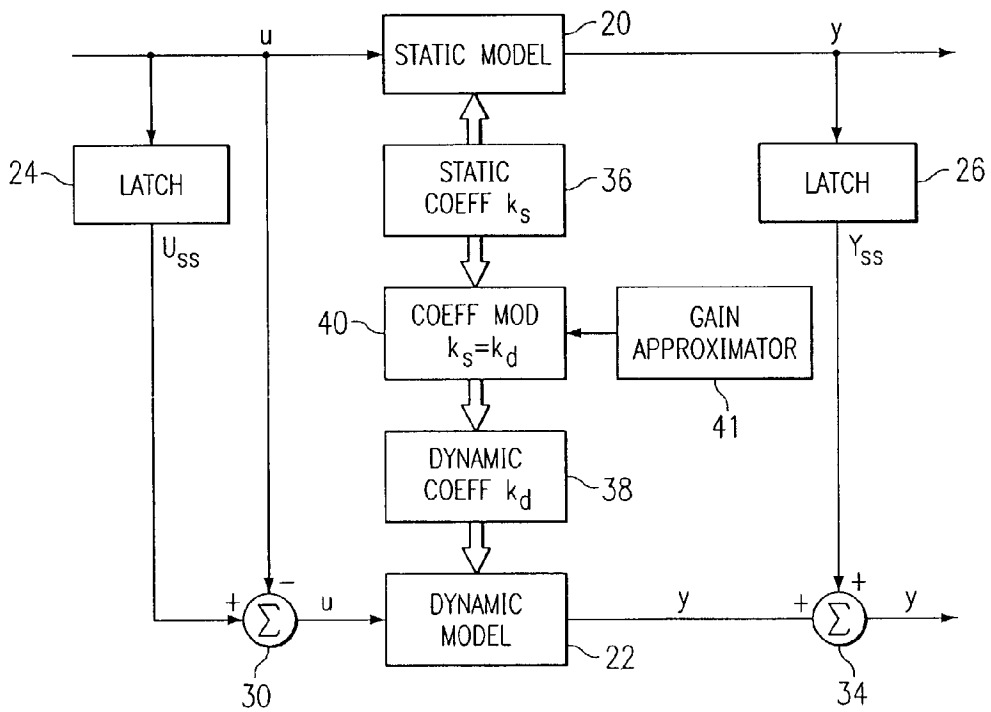 u
20
y
STATIC MODEL
24
LATCH
STATIC
COEFF k_s
36
LATCH
26
U_ss
Y_ss
40
COEFF MOD
k_s=k_d
GAIN
APPROXIMATOR
41
DYNAMIC
COEFF k_d
38
+
−
Σ
u
30
DYNAMIC
MODEL
22
y
+
+
Σ
y
34